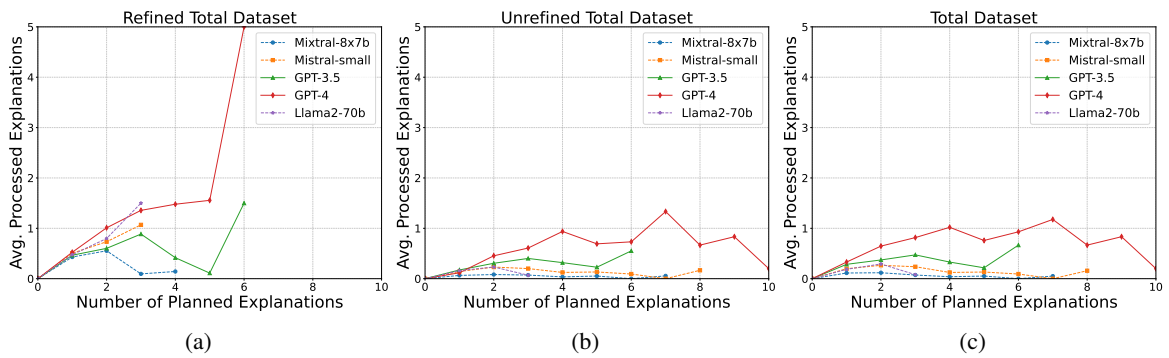 Refined Total Dataset
5
4
3
2
1
0
0
2
4
6
8
10
Avg. Processed Explanations
Number of Planned Explanations
Mixtral-8x7b
Mistral-small
GPT-3.5
GPT-4
Llama2-70b
(a)
Unrefined Total Dataset
5
4
3
2
1
0
0
2
4
6
8
10
Avg. Processed Explanations
Number of Planned Explanations
Mixtral-8x7b
Mistral-small
GPT-3.5
GPT-4
Llama2-70b
(b)
Total Dataset
5
4
3
2
1
0
0
2
4
6
8
10
Avg. Processed Explanations
Number of Planned Explanations
Mixtral-8x7b
Mistral-small
GPT-3.5
GPT-4
Llama2-70b
(c)